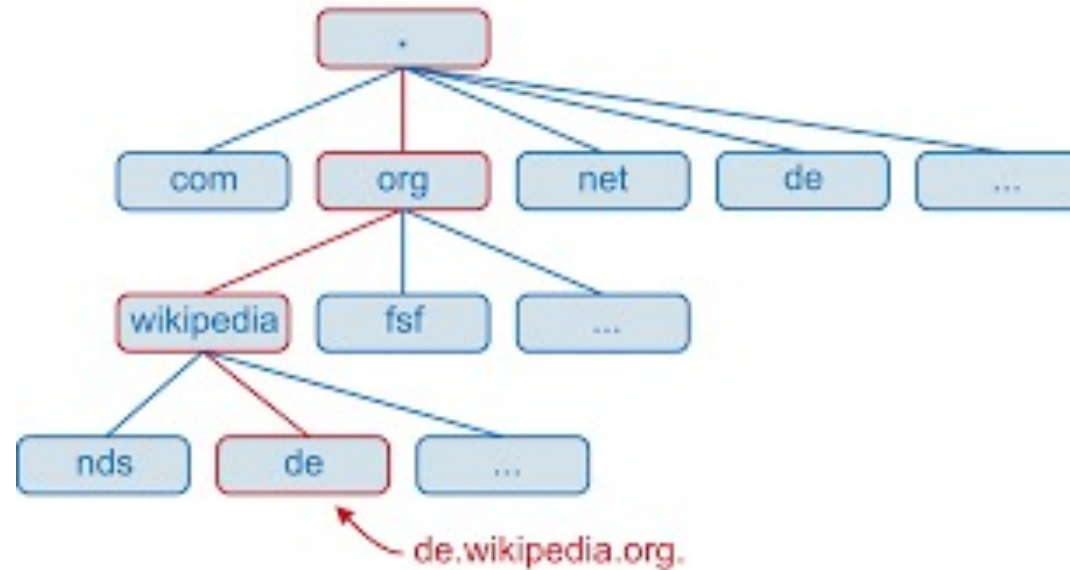 .
com org net de ...
wikipedia fsf ...
nds de ...
de.wikipedia.org.